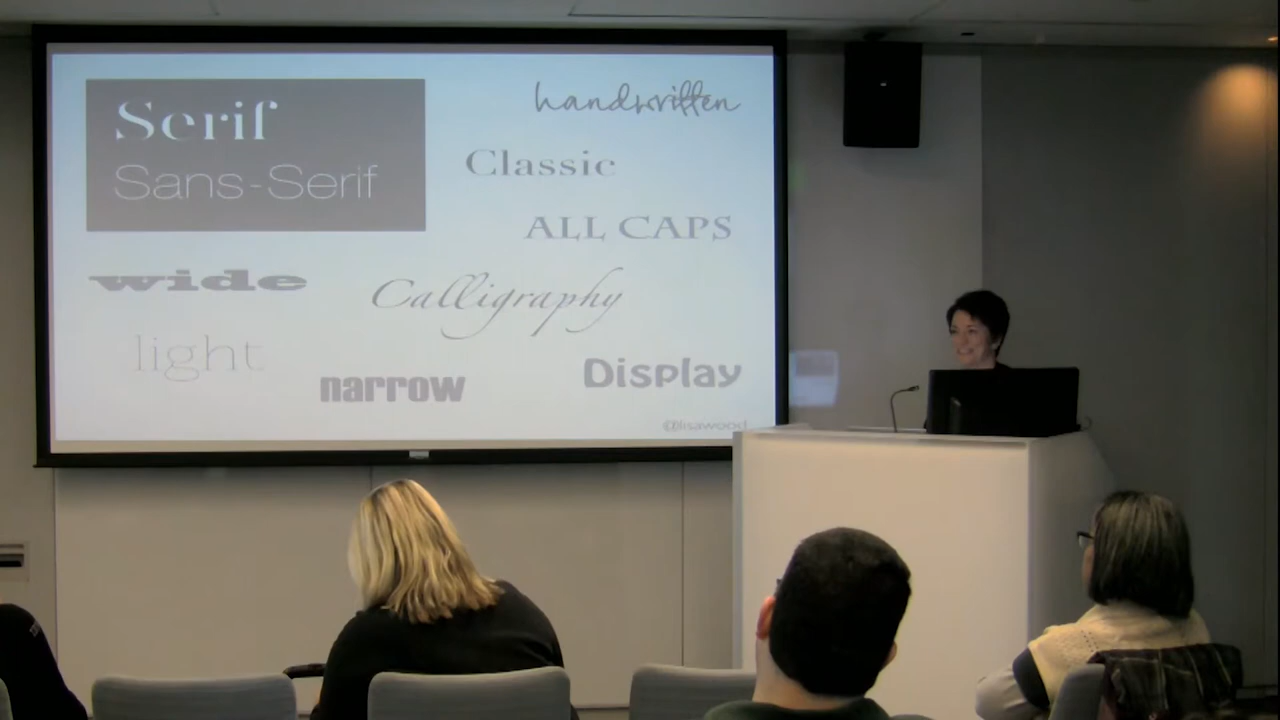 Serif
Sans-Serif
handwritten
Classic
ALL CAPS
wide
Calligraphy
light
narrow
Display
@lisawood